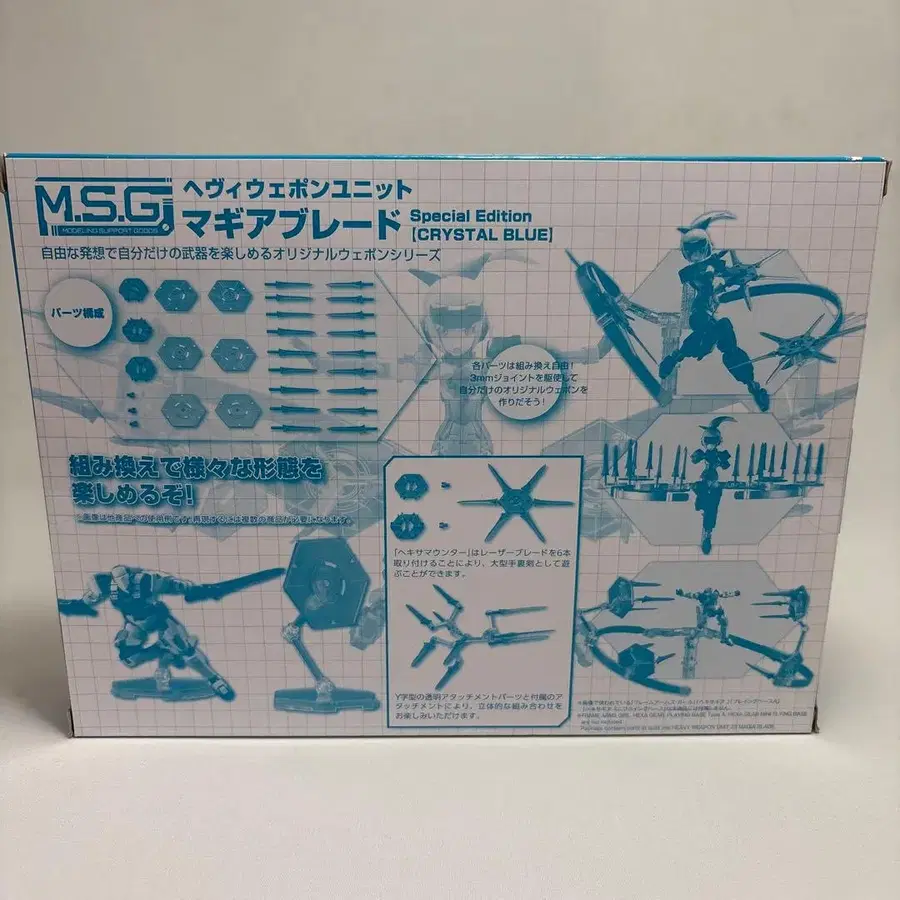 M.S.G
MODELING SUPPORT GOODS
ヘヴィウェポンユニット
マギアブレード Special Edition
【CRYSTAL BLUE】
自由な発想で自分だけの武器を楽しめるオリジナルウェポンシリーズ
パーツ構成
各パーツは組み換え自由!
3mmジョイントを駆使して
自分だけのオリジナルウェポンを
作りだそう!
組み換えで様々な形態を
楽しめるぞ!
「ヘキサマウンター」はレーザーブレードを6本
取り付けることにより、大型手裏剣として遊
ぶことができます。
Y字型の透明アタッチメントパーツと付属のア
タッチメントにより、立体的な組み合わせを
お楽しみいただけます。